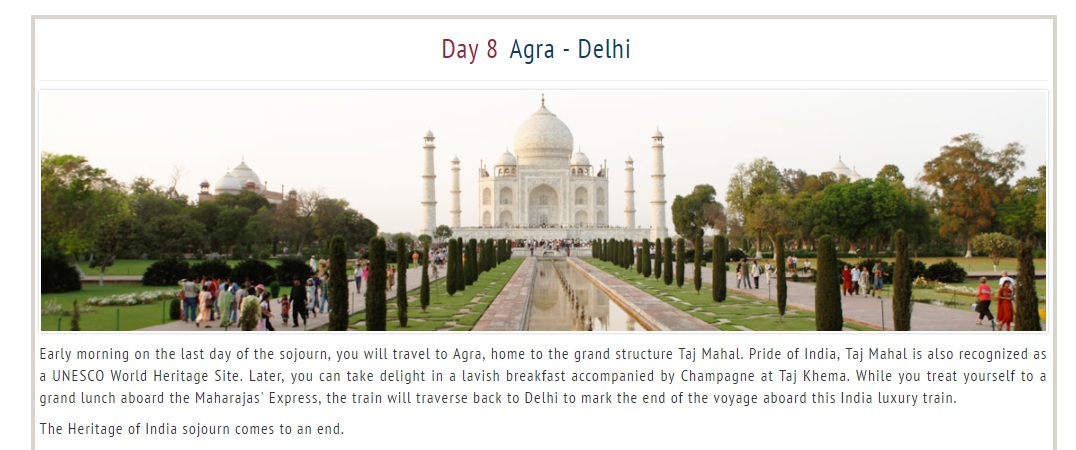 Day 8 Agra - Delhi
Early morning on the last day of the sojourn, you will travel to Agra, home to the grand structure Taj Mahal. Pride of India, Taj Mahal is also recognized as
a UNESCO World Heritage Site. Later, you can take delight in a lavish breakfast accompanied by Champagne at Taj Khema. While you treat yourself to a
grand lunch aboard the Maharajas' Express, the train will traverse back to Delhi to mark the end of the voyage aboard this India luxury train.
The Heritage of India sojourn comes to an end.